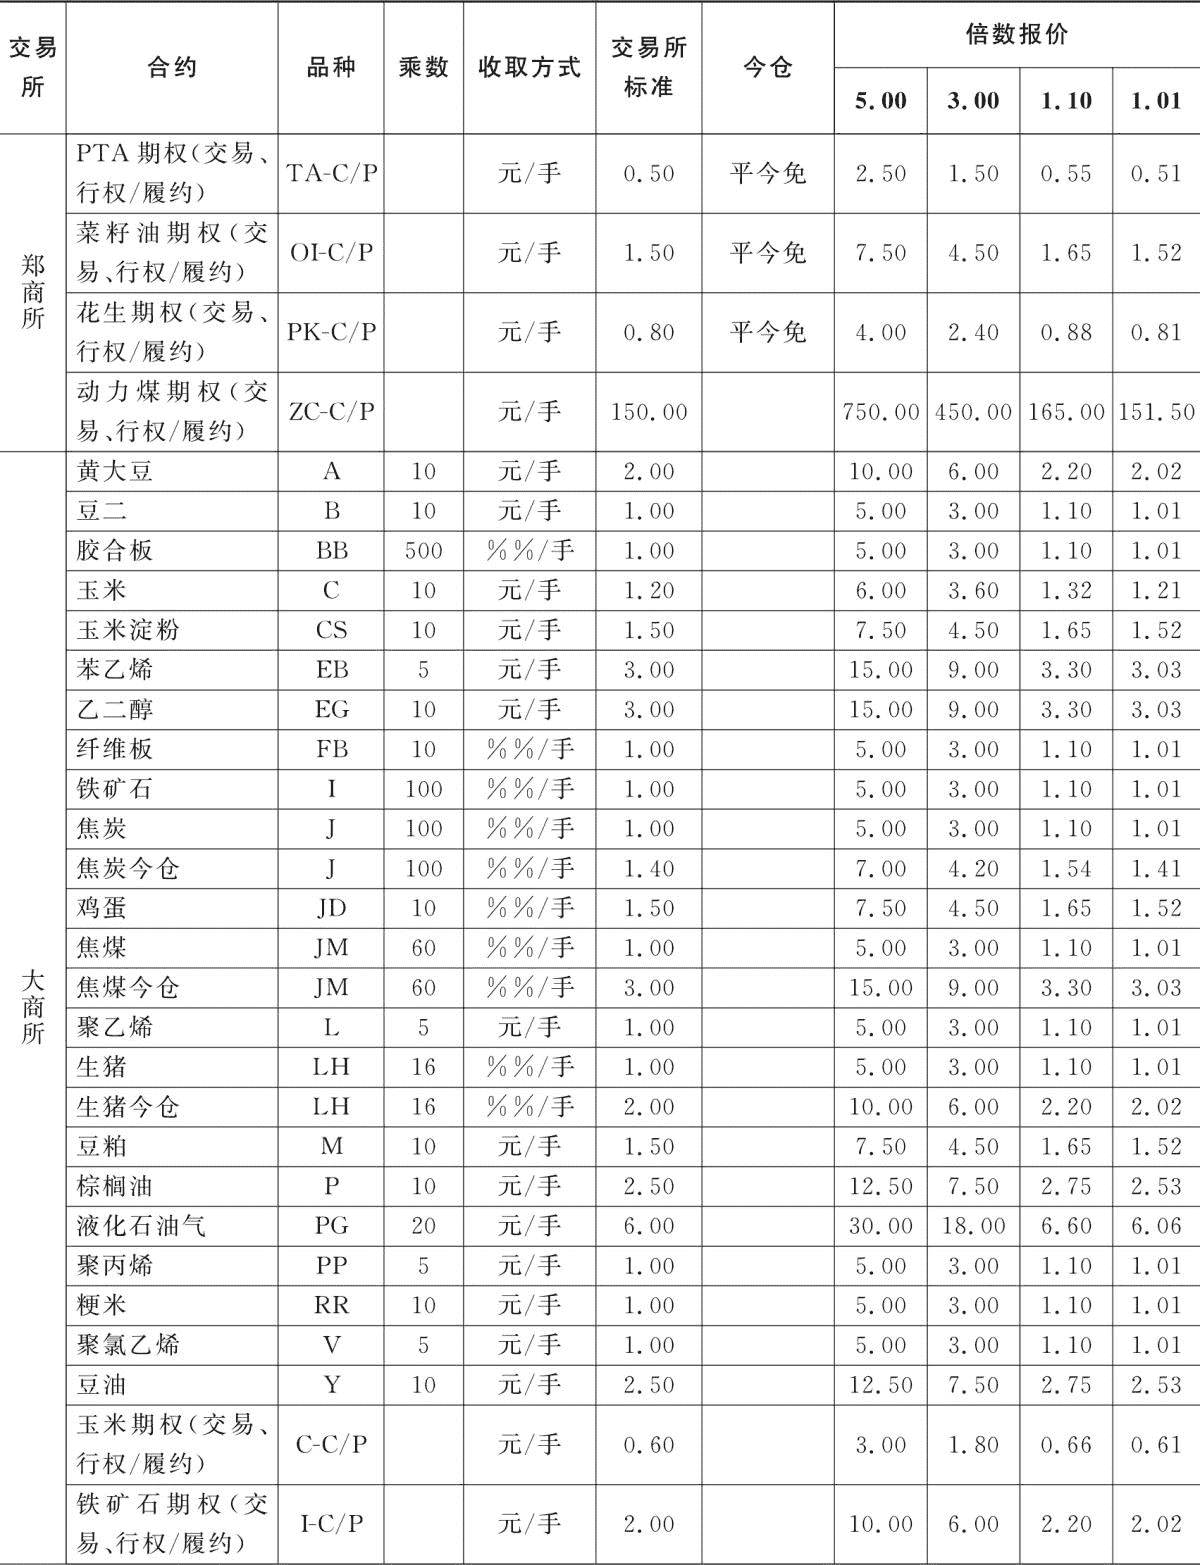 交易所 合约 品种 乘数 收取方式 交易所标准 今仓 倍数报价
5.00 3.00 1.10 1.01
郑商所
PTA期权(交易、
行权/履约) TA-C/P 元/手 0.50 平今免 2.50 1.50 0.55 0.51
菜籽油期权(交
易、行权/履约) OI-C/P 元/手 1.50 平今免 7.50 4.50 1.65 1.52
花生期权(交易、
行权/履约) PK-C/P 元/手 0.80 平今免 4.00 2.40 0.88 0.81
动力煤期权(交
易、行权/履约) ZC-C/P 元/手 150.00 750.00 450.00 165.00 151.50
大商所
黄大豆 A 10 元/手 2.00 10.00 6.00 2.20 2.02
豆二 B 10 元/手 1.00 5.00 3.00 1.10 1.01
胶合板 BB 500 %%/手 1.00 5.00 3.00 1.10 1.01
玉米 C 10 元/手 1.20 6.00 3.60 1.32 1.21
玉米淀粉 CS 10 元/手 1.50 7.50 4.50 1.65 1.52
苯乙烯 EB 5 元/手 3.00 15.00 9.00 3.30 3.03
乙二醇 EG 10 元/手 3.00 15.00 9.00 3.30 3.03
纤维板 FB 10 %%/手 1.00 5.00 3.00 1.10 1.01
铁矿石 I 100 %%/手 1.00 5.00 3.00 1.10 1.01
焦炭 J 100 %%/手 1.00 5.00 3.00 1.10 1.01
焦炭今仓 J 100 %%/手 1.40 7.00 4.20 1.54 1.41
鸡蛋 JD 10 %%/手 1.50 7.50 4.50 1.65 1.52
焦煤 JM 60 %%/手 1.00 5.00 3.00 1.10 1.01
焦煤今仓 JM 60 %%/手 3.00 15.00 9.00 3.30 3.03
聚乙烯 L 5 元/手 1.00 5.00 3.00 1.10 1.01
生猪 LH 16 %%/手 1.00 5.00 3.00 1.10 1.01
生猪今仓 LH 16 %%/手 2.00 10.00 6.00 2.20 2.02
豆粕 M 10 元/手 1.50 7.50 4.50 1.65 1.52
棕榈油 P 10 元/手 2.50 12.50 7.50 2.75 2.53
液化石油气 PG 20 元/手 6.00 30.00 18.00 6.60 6.06
聚丙烯 PP 5 元/手 1.00 5.00 3.00 1.10 1.01
粳米 RR 10 元/手 1.00 5.00 3.00 1.10 1.01
聚氯乙烯 V 5 元/手 1.00 5.00 3.00 1.10 1.01
豆油 Y 10 元/手 2.50 12.50 7.50 2.75 2.53
玉米期权(交易、
行权/履约) C-C/P 元/手 0.60 3.00 1.80 0.66 0.61
铁矿石期权(交
易、行权/履约) I-C/P 元/手 2.00 10.00 6.00 2.20 2.02